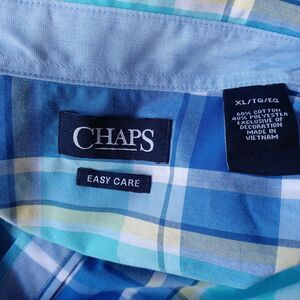 CHAPS
EASY CARE
XL/TG/EG
60% COTTON
40% POLYESTER
EXCLUSIVE OF
DECORATION
MADE IN
VIETNAM